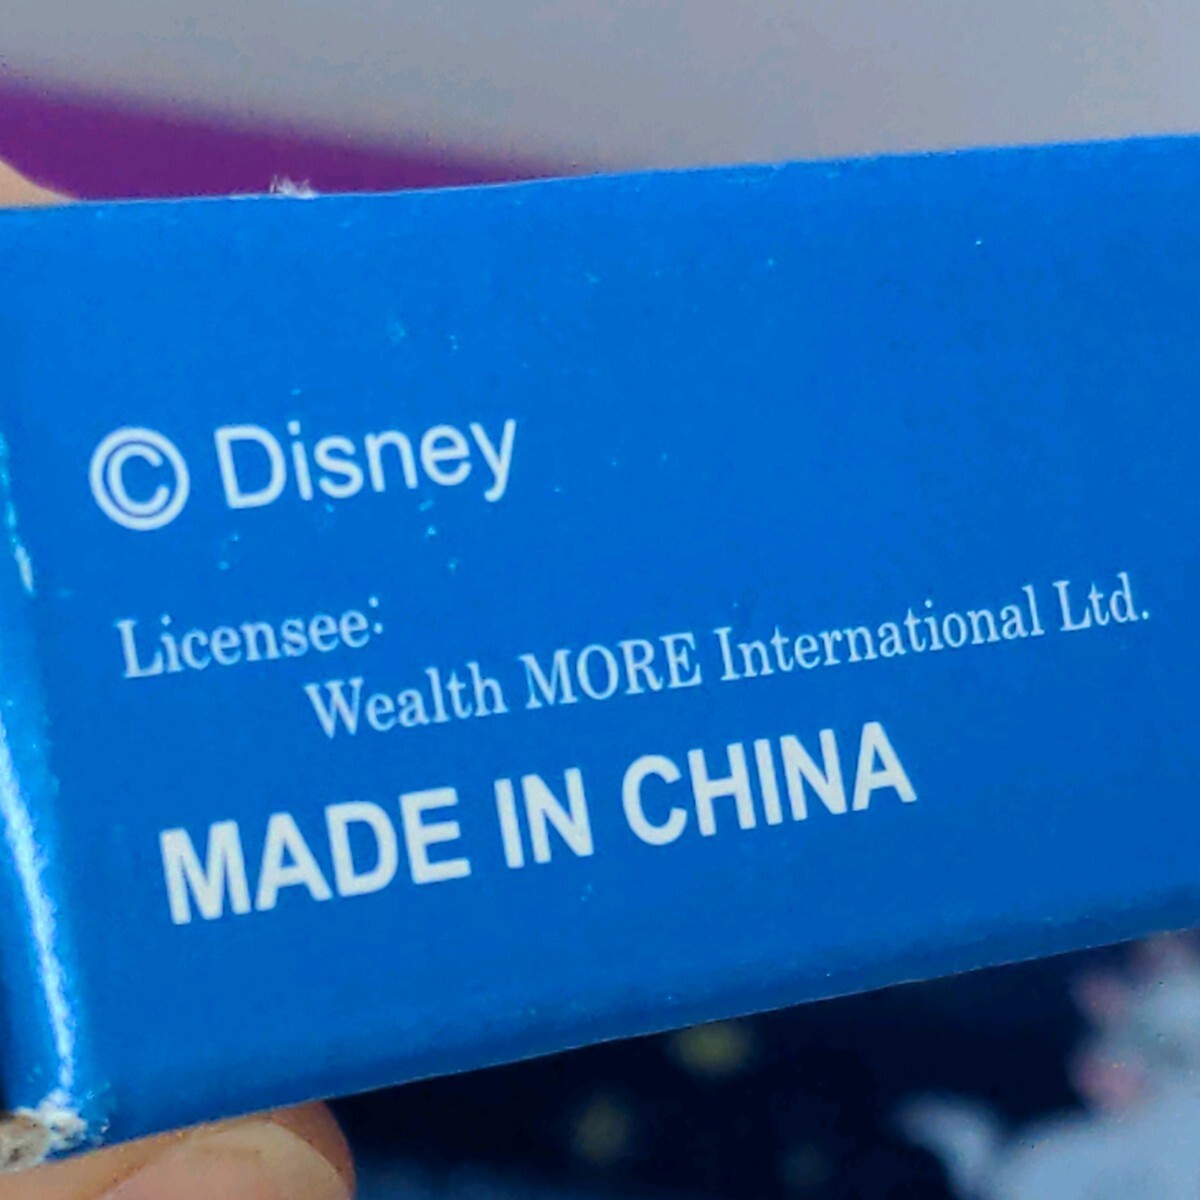 © Disney
Licensee:
Wealth MORE International Ltd.
MADE IN CHINA